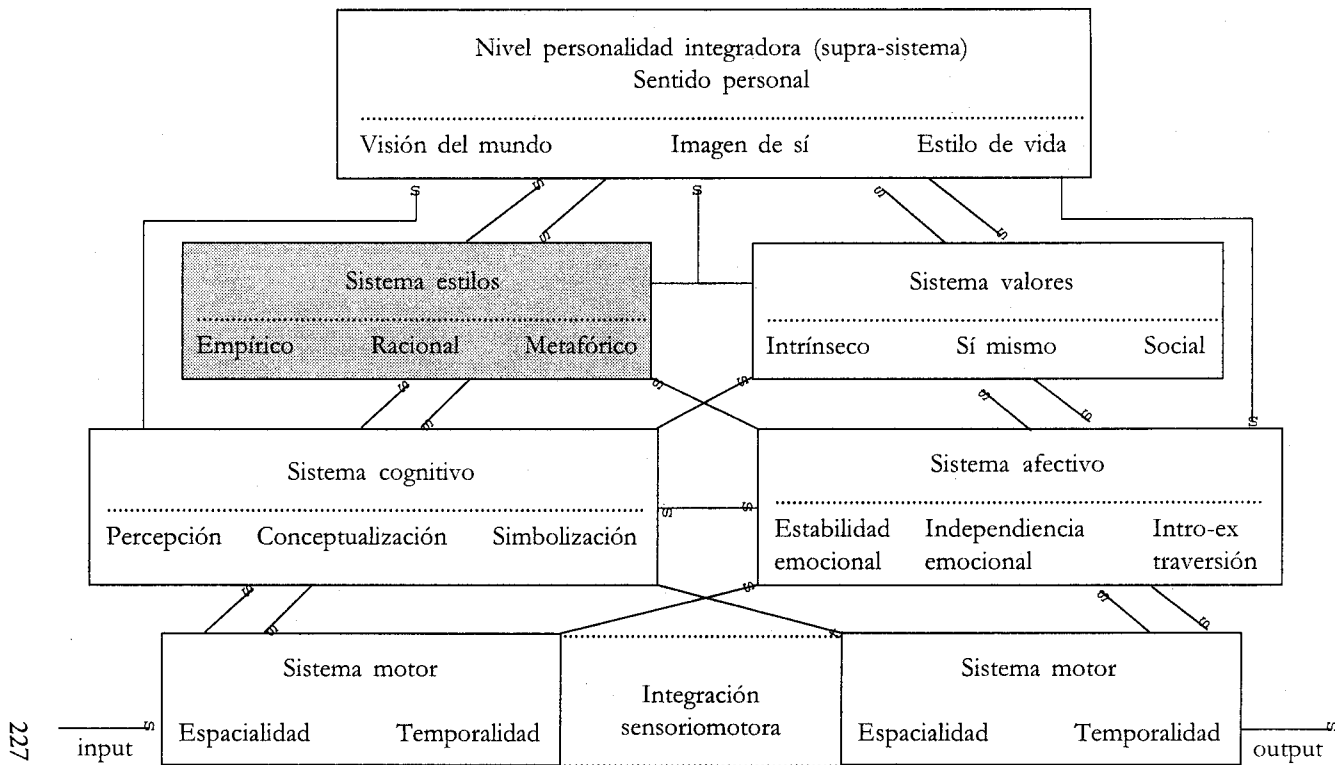 Nivel personalidad integradora (supra-sistema)
Sentido personal
Visión del mundo
Imagen de sí
Estilo de vida
Sistema estilos
Empírico
Racional
Metafórico
Sistema valores
Intrínseco
Sí mismo
Social
Sistema cognitivo
Percepción
Conceptualización
Simbolización
Sistema afectivo
Estabilidad
emocional
Independiencia
emocional
Intro-ex
traversión
Sistema motor
Espacialidad
Temporalidad
Integración
sensoriomotora
Sistema motor
Espacialidad
Temporalidad
input
output
227